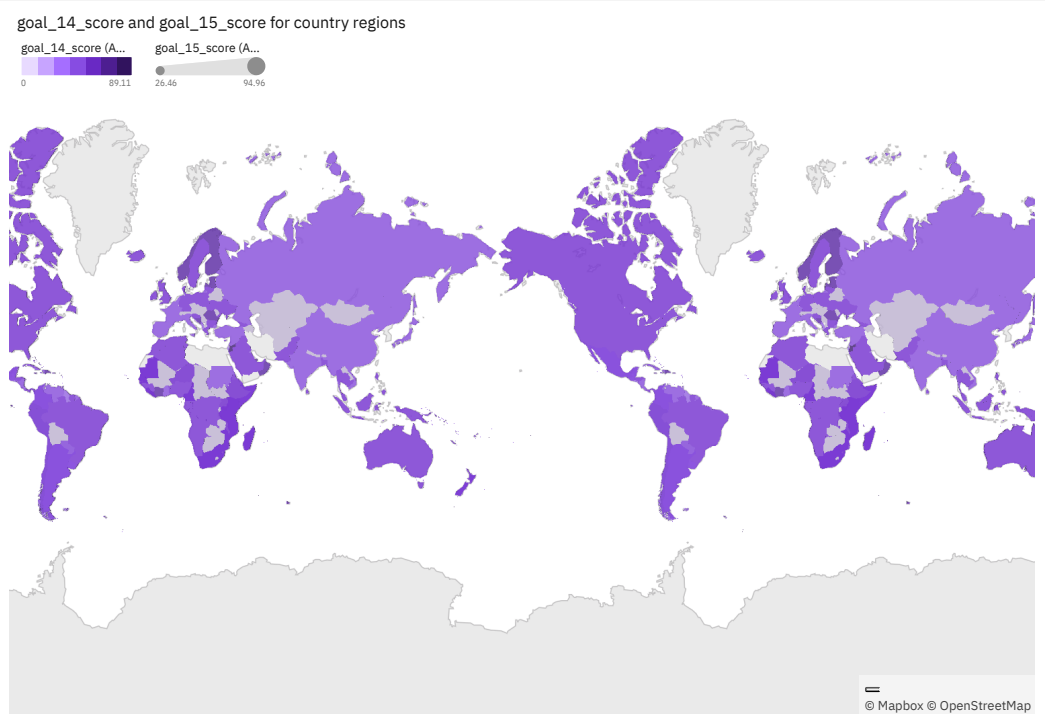 goal_14_score and goal_15_score for country regions
goal_14_score (A... goal_15_score (A...
0 89.11 26.46 94.96
© Mapbox © OpenStreetMap